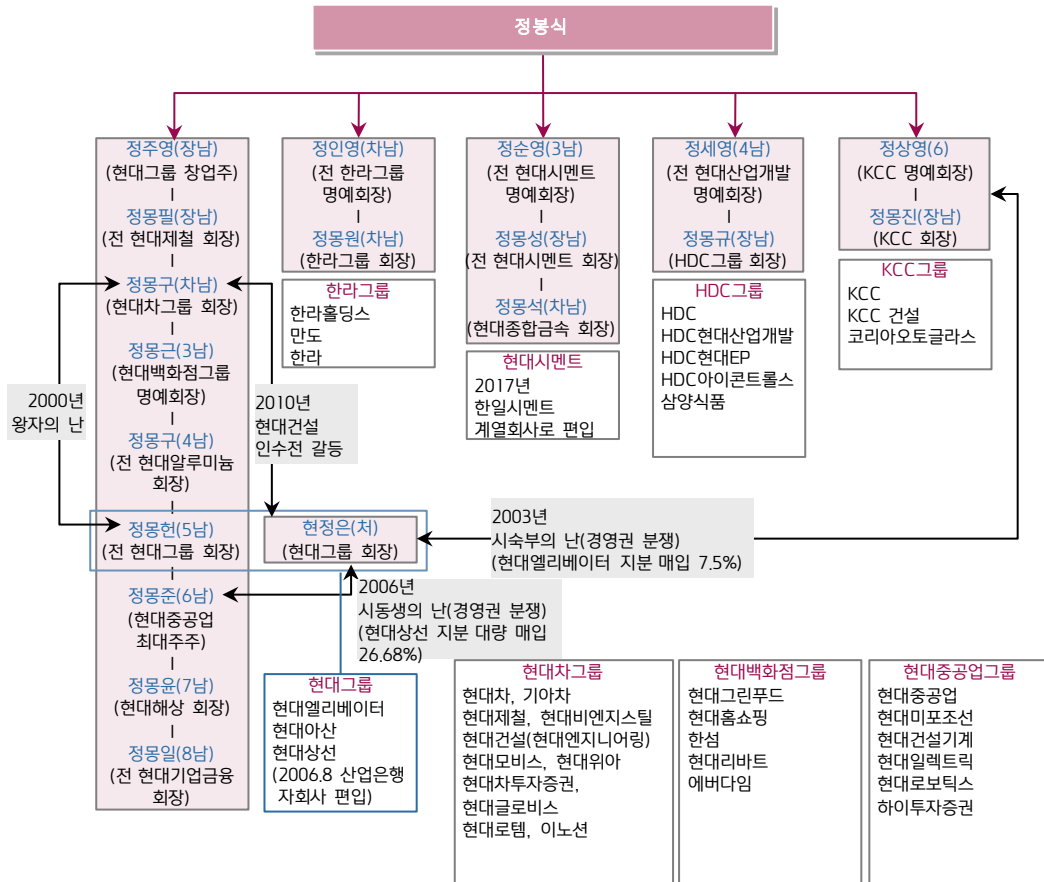 정봉식
정주영(장남)
(현대그룹 창업주)
정몽필(장남)
(전 현대제철 회장)
정몽구(차남)
(현대차그룹 회장)
정몽근(3남)
(현대백화점그룹
명예회장)
정몽구(4남)
(전 현대알루미늄
회장)
정몽헌(5남)
(전 현대그룹 회장)
정몽준(6남)
(현대중공업
최대주주)
정몽윤(7남)
(현대해상 회장)
정몽일(8남)
(전 현대기업금융
회장)
정인영(차남)
(전 한라그룹
명예회장)
정몽원(차남)
(한라그룹 회장)
한라그룹
한라홀딩스
만도
한라
정순영(3남)
(전 현대시멘트
명예회장)
정몽성(장남)
(전 현대시멘트 회장)
정몽석(차남)
(현대종합금속 회장)
현대시멘트
2017년
한일시멘트
계열회사로 편입
정세영(4남)
(전 현대산업개발
명예회장)
정몽규(장남)
(HDC그룹 회장)
HDC그룹
HDC
HDC현대산업개발
HDC현대EP
HDC아이콘트롤스
삼양식품
정상영(6)
(KCC 명예회장)
정몽진(장남)
(KCC 회장)
KCC그룹
KCC
KCC 건설
코리아오토글라스
2000년
왕자의 난
2010년
현대건설
인수전 갈등
현정은(처)
(현대그룹 회장)
2003년
시숙부의 난(경영권 분쟁)
(현대엘리베이터 지분 매입 7.5%)
2006년
시동생의 난(경영권 분쟁)
(현대상선 지분 대량 매입
26.68%)
현대그룹
현대엘리베이터
현대아산
현대상선
(2006.8 산업은행
자회사 편입)
현대차그룹
현대차, 기아차
현대제철, 현대비엔지스틸
현대건설(현대엔지니어링)
현대모비스, 현대위아
현대차투자증권,
현대글로비스
현대로템, 이노션
현대백화점그룹
현대그린푸드
현대홈쇼핑
한섬
현대리바트
에버다임
현대중공업그룹
현대중공업
현대미포조선
현대건설기계
현대일렉트릭
현대로보틱스
하이투자증권